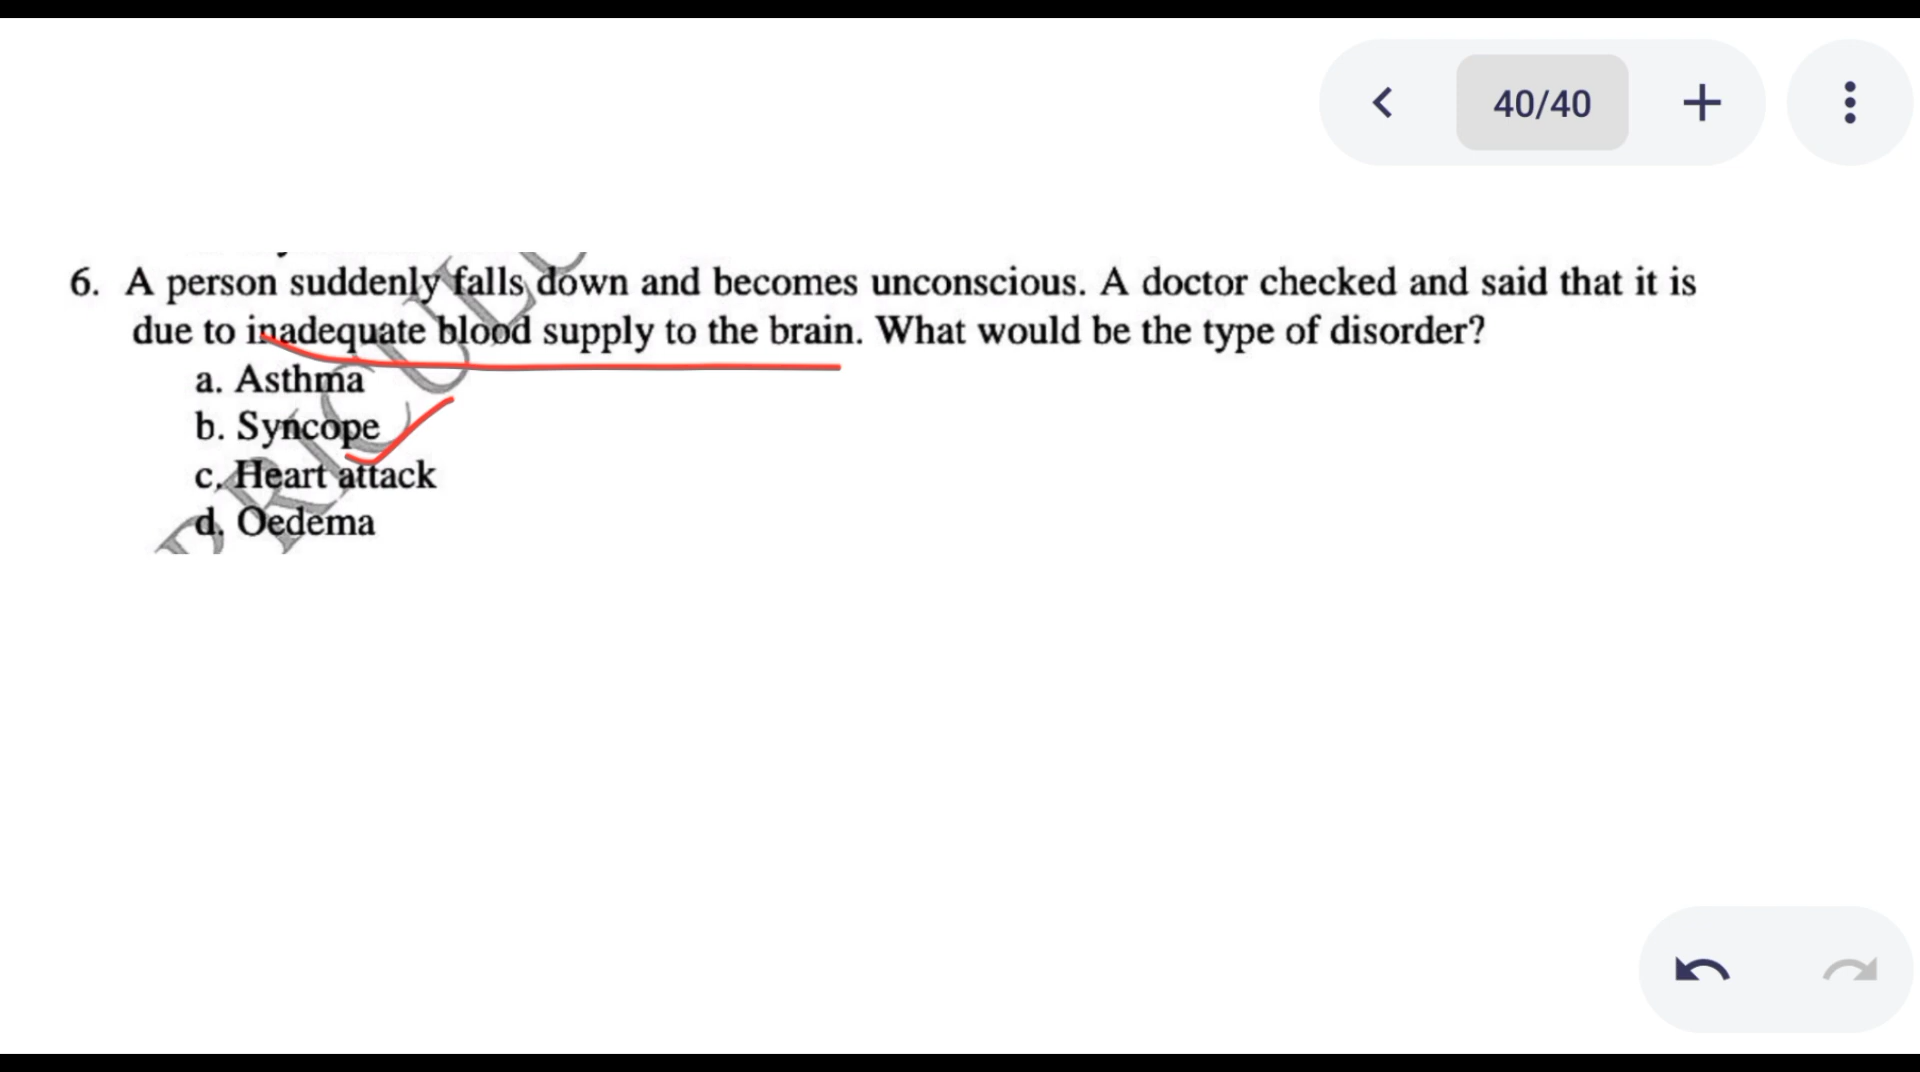 40/40
6. A person suddenly falls down and becomes unconscious. A doctor checked and said that it is
due to inadequate blood supply to the brain. What would be the type of disorder?
a. Asthma
b. Syncope
c. Heart attack
d. Oedema